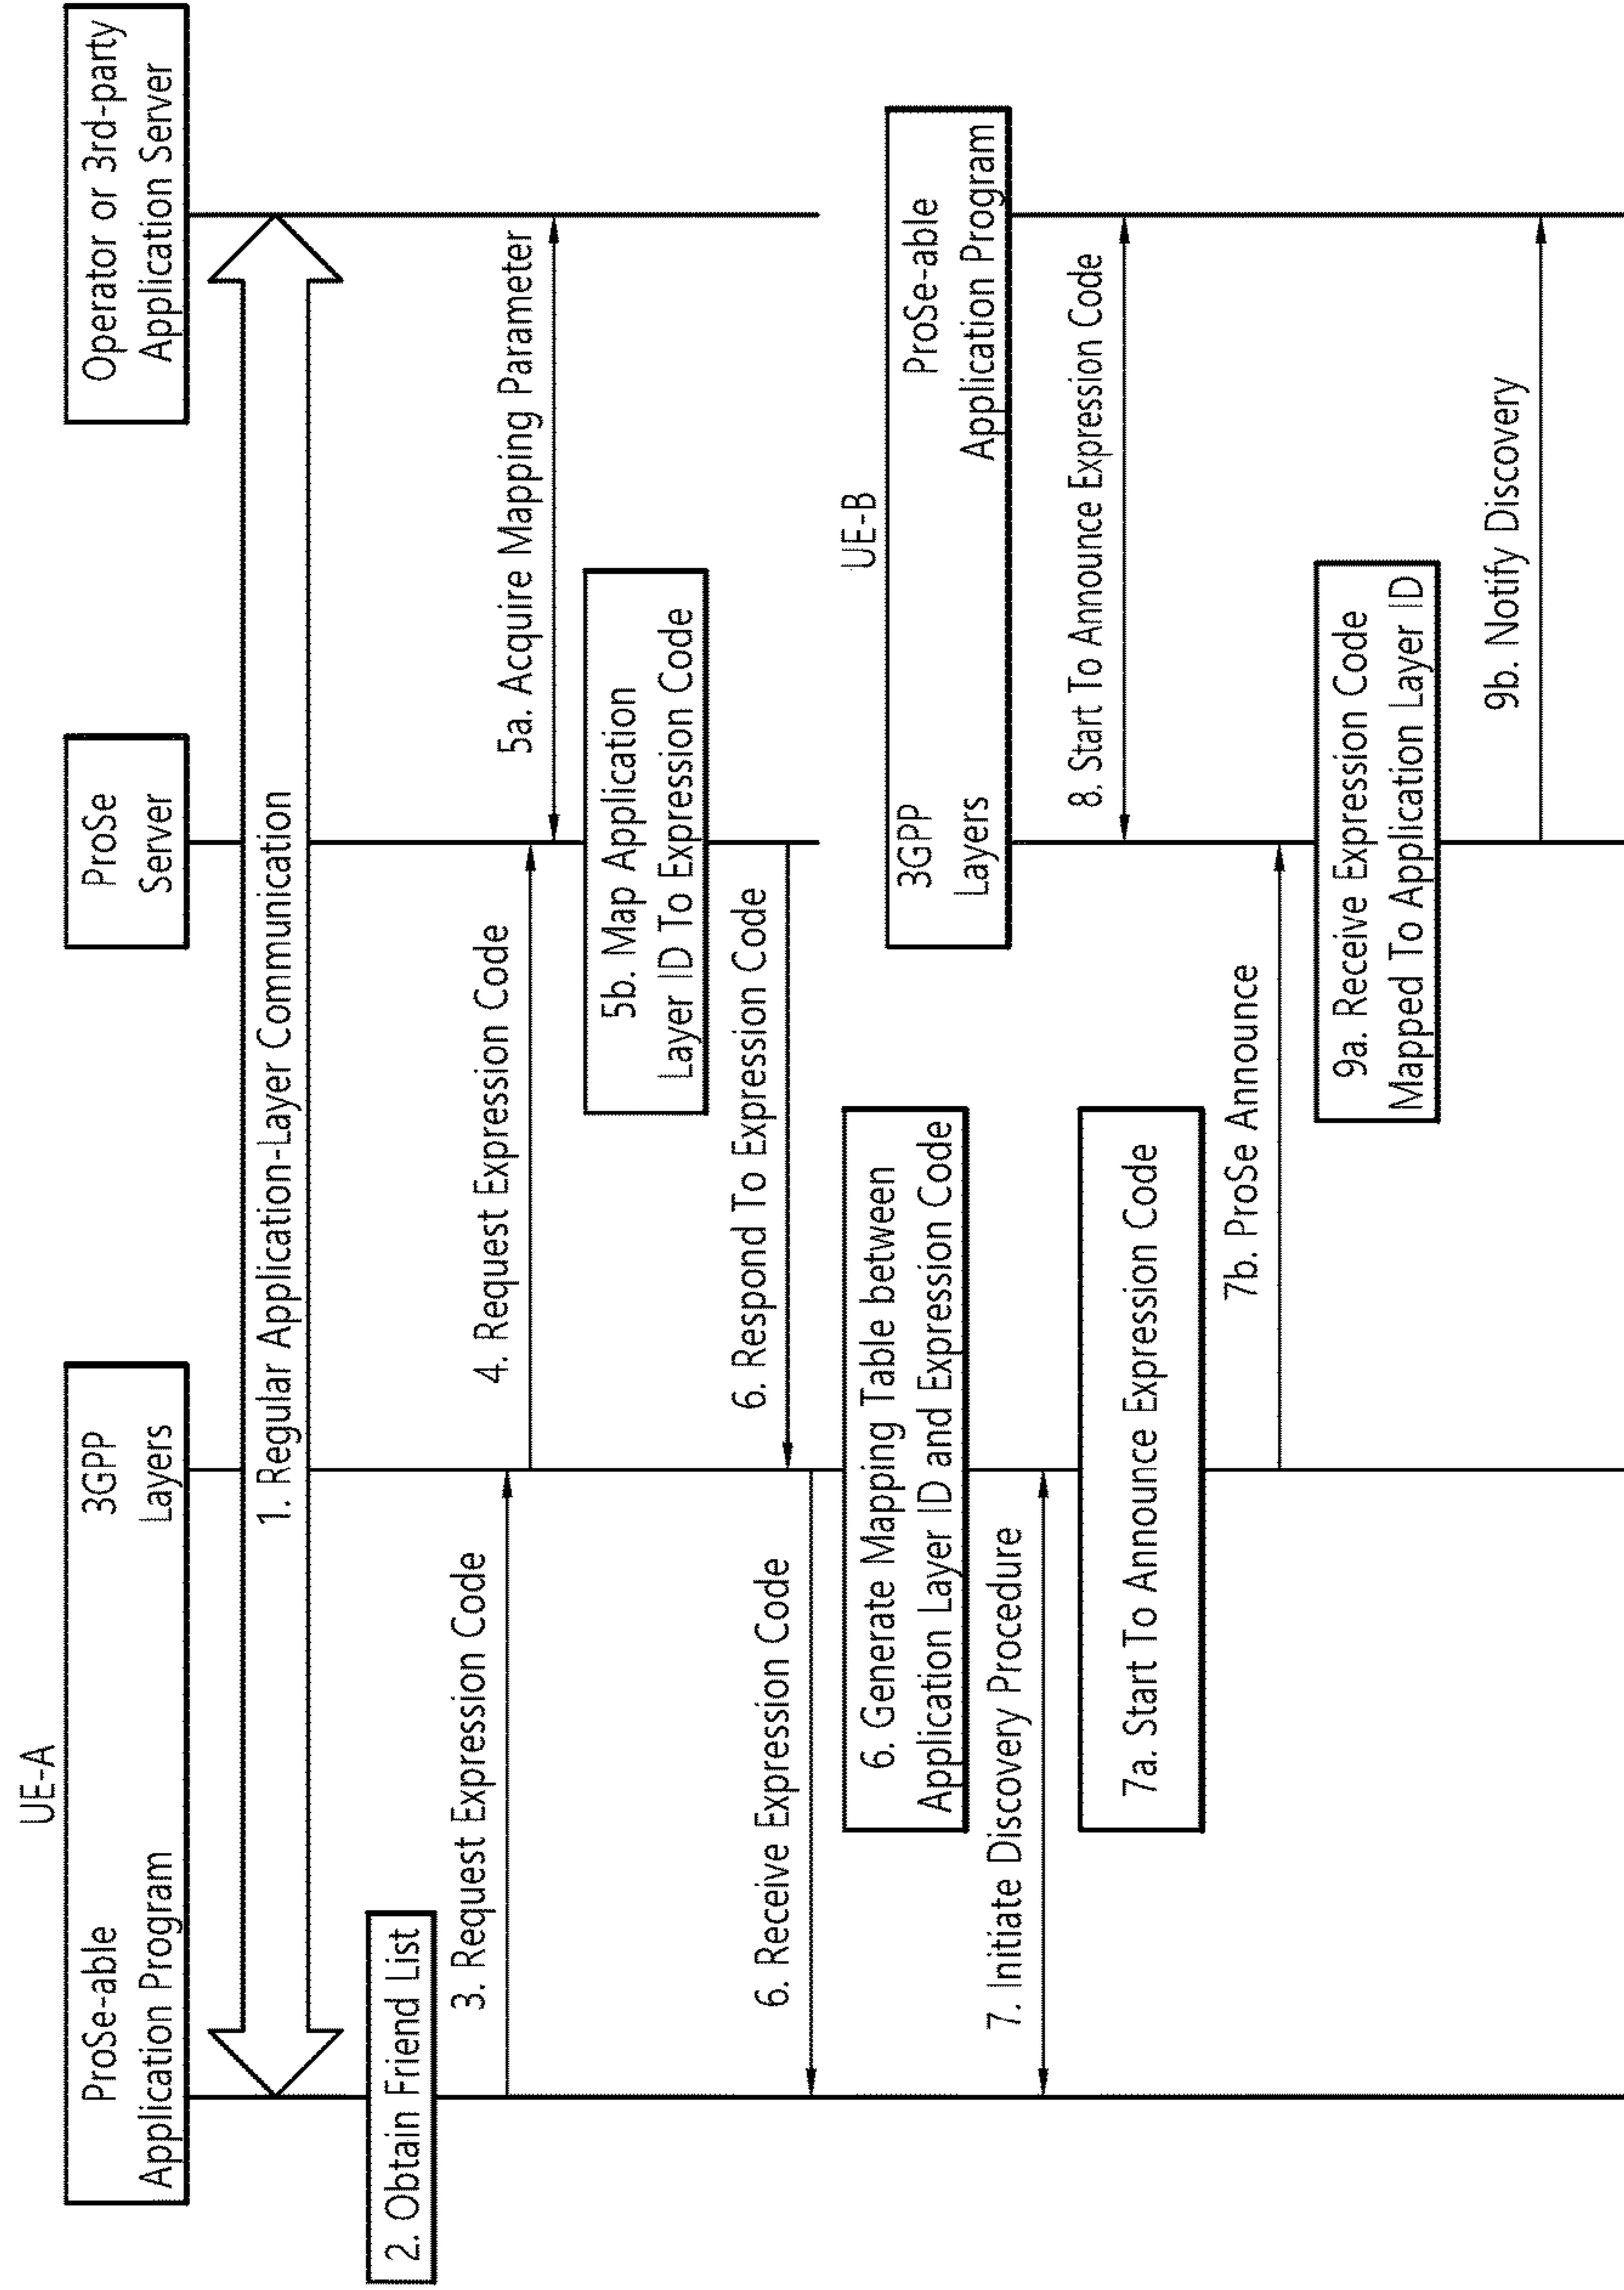 UE-A
ProSe-able
Application Program
3GPP
Layers
ProSe
Server
Operator or 3rd-party
Application Server
1. Regular Application-Layer Communication
2. Obtain Friend List
3. Request Expression Code
4. Request Expression Code
5a. Acquire Mapping Parameter
5b. Map Application
Layer ID To Expression Code
6. Respond To Expression Code
6. Receive Expression Code
6. Generate Mapping Table between
Application Layer ID and Expression Code
UE-B
3GPP
Layers
ProSe-able
Application Program
7. Initiate Discovery Procedure
7a. Start To Announce Expression Code
8. Start To Announce Expression Code
7b. ProSe Announce
9a. Receive Expression Code
Mapped To Application Layer ID
9b. Notify Discovery